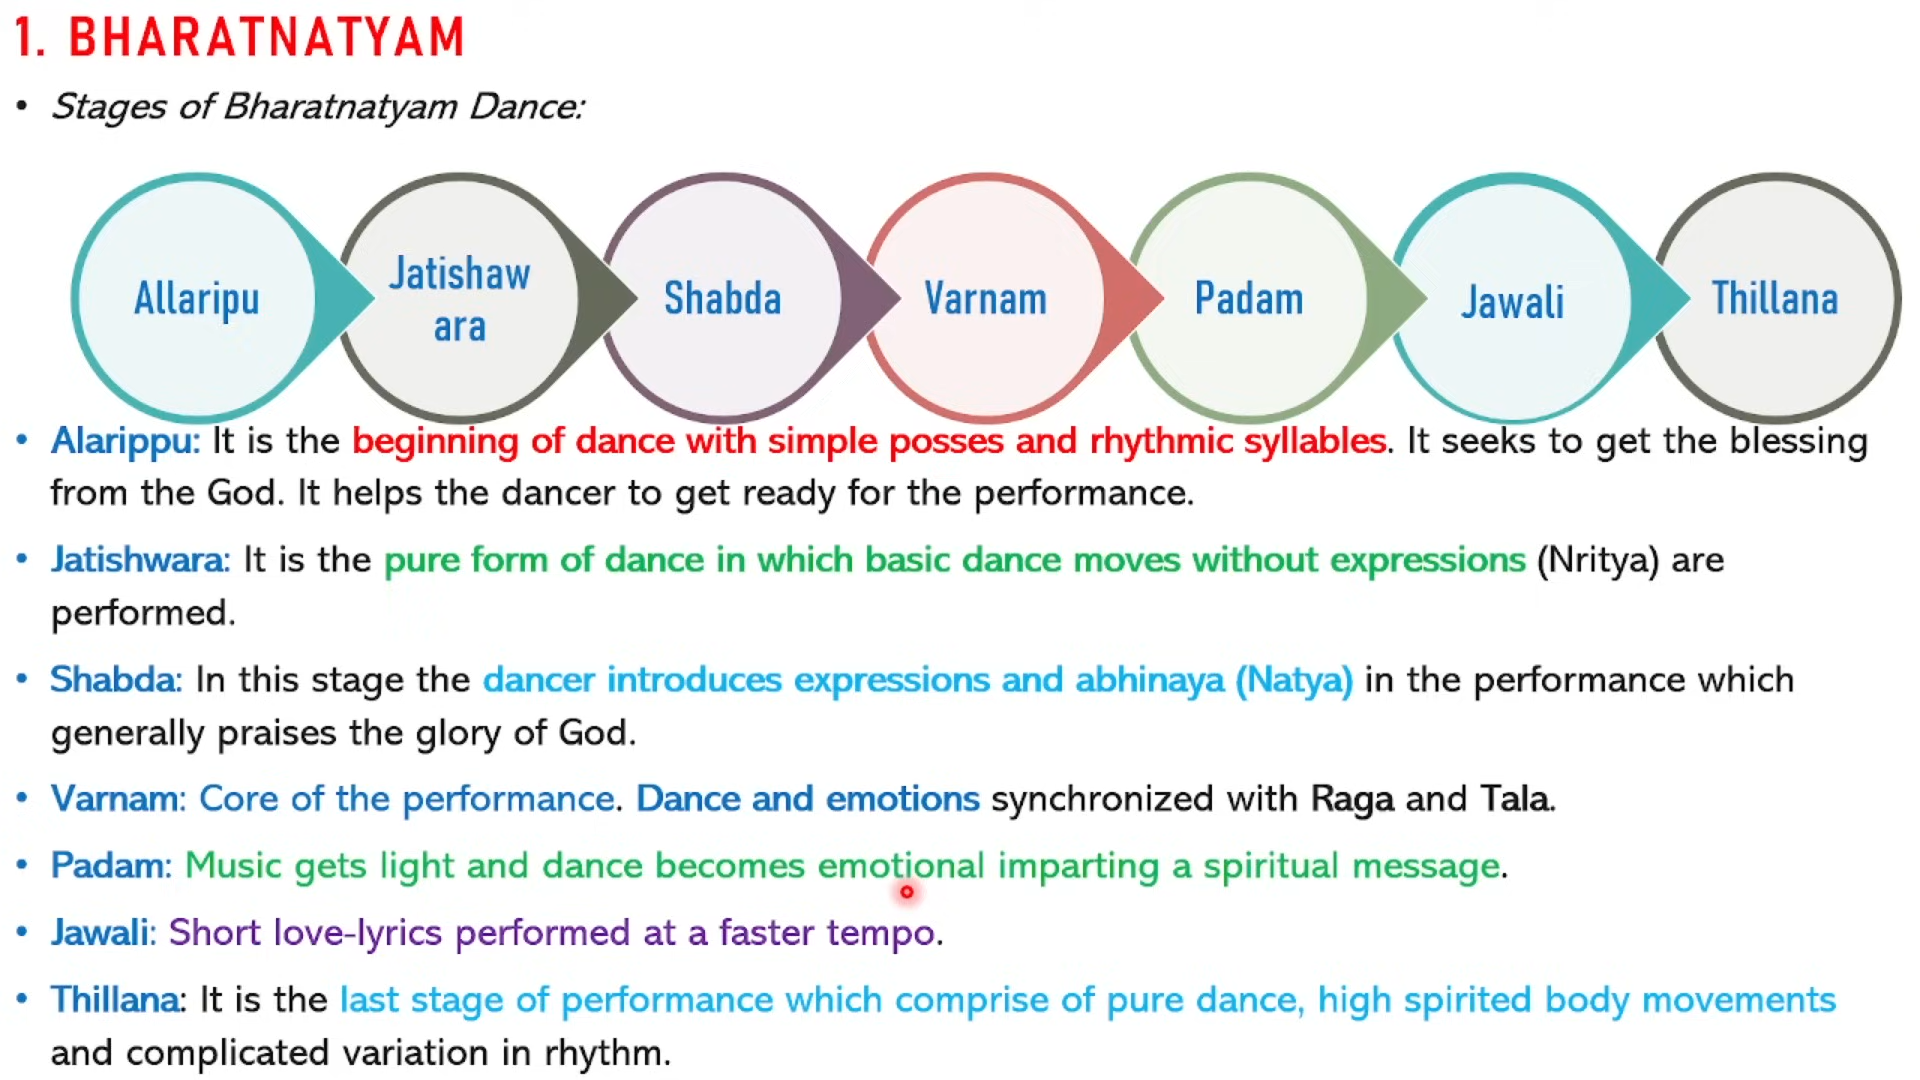 1. BHARATNATYAM
• Stages of Bharatnatyam Dance:
Allaripu
Jatishaw
ara
Shabda
Varnam
Padam
Jawali
Thillana
• Alarippu: It is the beginning of dance with simple posses and rhythmic syllables. It seeks to get the blessing
from the God. It helps the dancer to get ready for the performance.
• Jatishwara: It is the pure form of dance in which basic dance moves without expressions (Nritya) are
performed.
• Shabda: In this stage the dancer introduces expressions and abhinaya (Natya) in the performance which
generally praises the glory of God.
• Varnam: Core of the performance. Dance and emotions synchronized with Raga and Tala.
• Padam: Music gets light and dance becomes emotional imparting a spiritual message.
• Jawali: Short love-lyrics performed at a faster tempo.
• Thillana: It is the last stage of performance which comprise of pure dance, high spirited body movements
and complicated variation in rhythm.